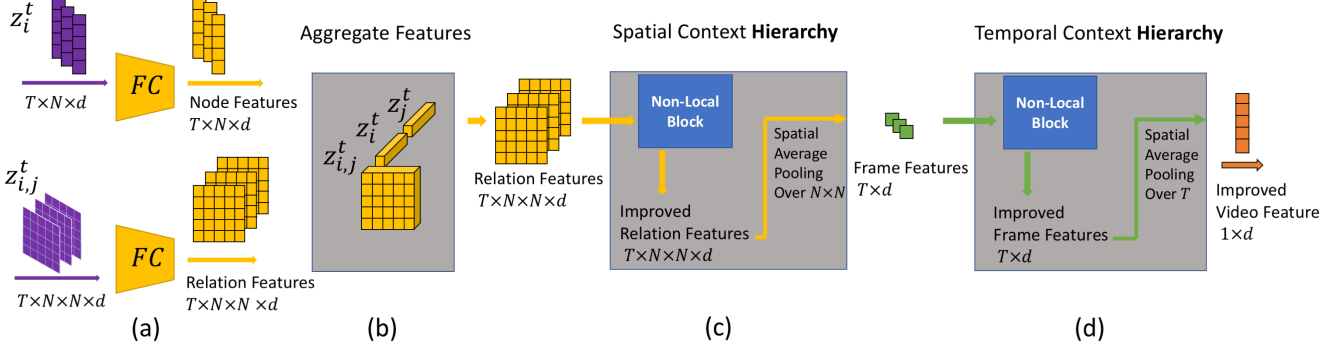 z_i^t
FC
T×N×d
Node Features
T×N×d
z_{i,j}^t
FC
T×N×N×d
Relation Features
T×N×N ×d
(a)
Aggregate Features
z_j^t
z_i^t
z_{i,j}^t
(b)
Relation Features
T×N×N×d
Spatial Context Hierarchy
Non-Local
Block
Spatial
Average
Pooling
Over N×N
Improved
Relation Features
T×N×N×d
(c)
Frame Features
T×d
Temporal Context Hierarchy
Non-Local
Block
Spatial
Average
Pooling
Over T
Improved
Frame Features
T×d
(d)
Improved
Video Feature
1×d